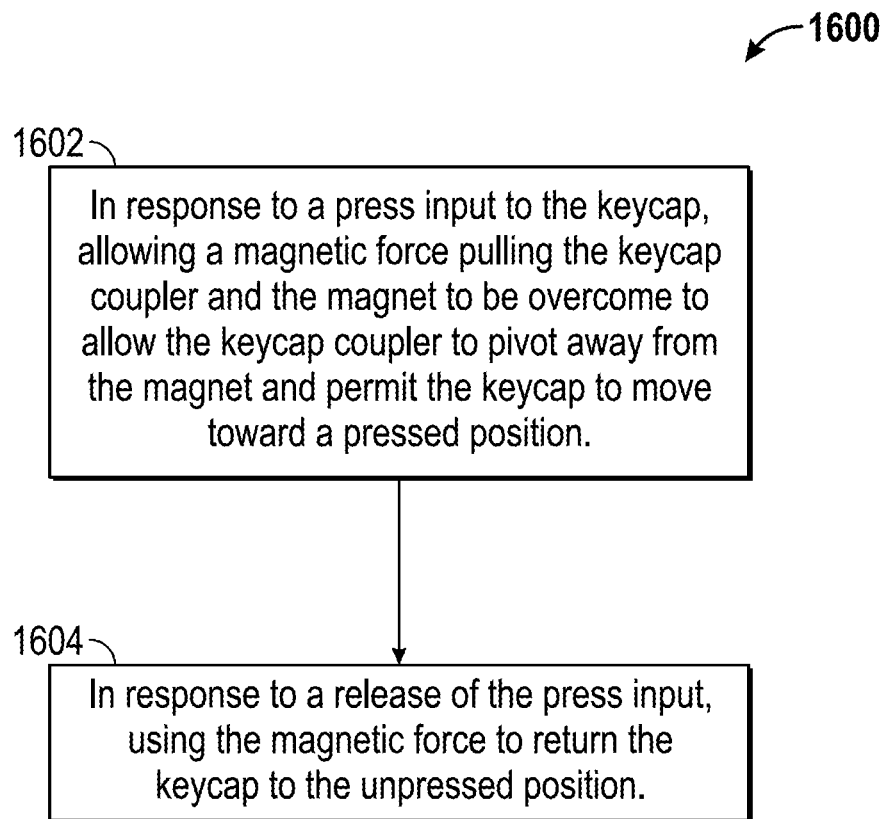 1600
1602
In response to a press input to the keycap,
allowing a magnetic force pulling the keycap
coupler and the magnet to be overcome to
allow the keycap coupler to pivot away from
the magnet and permit the keycap to move
toward a pressed position.
1604
In response to a release of the press input,
using the magnetic force to return the
keycap to the unpressed position.